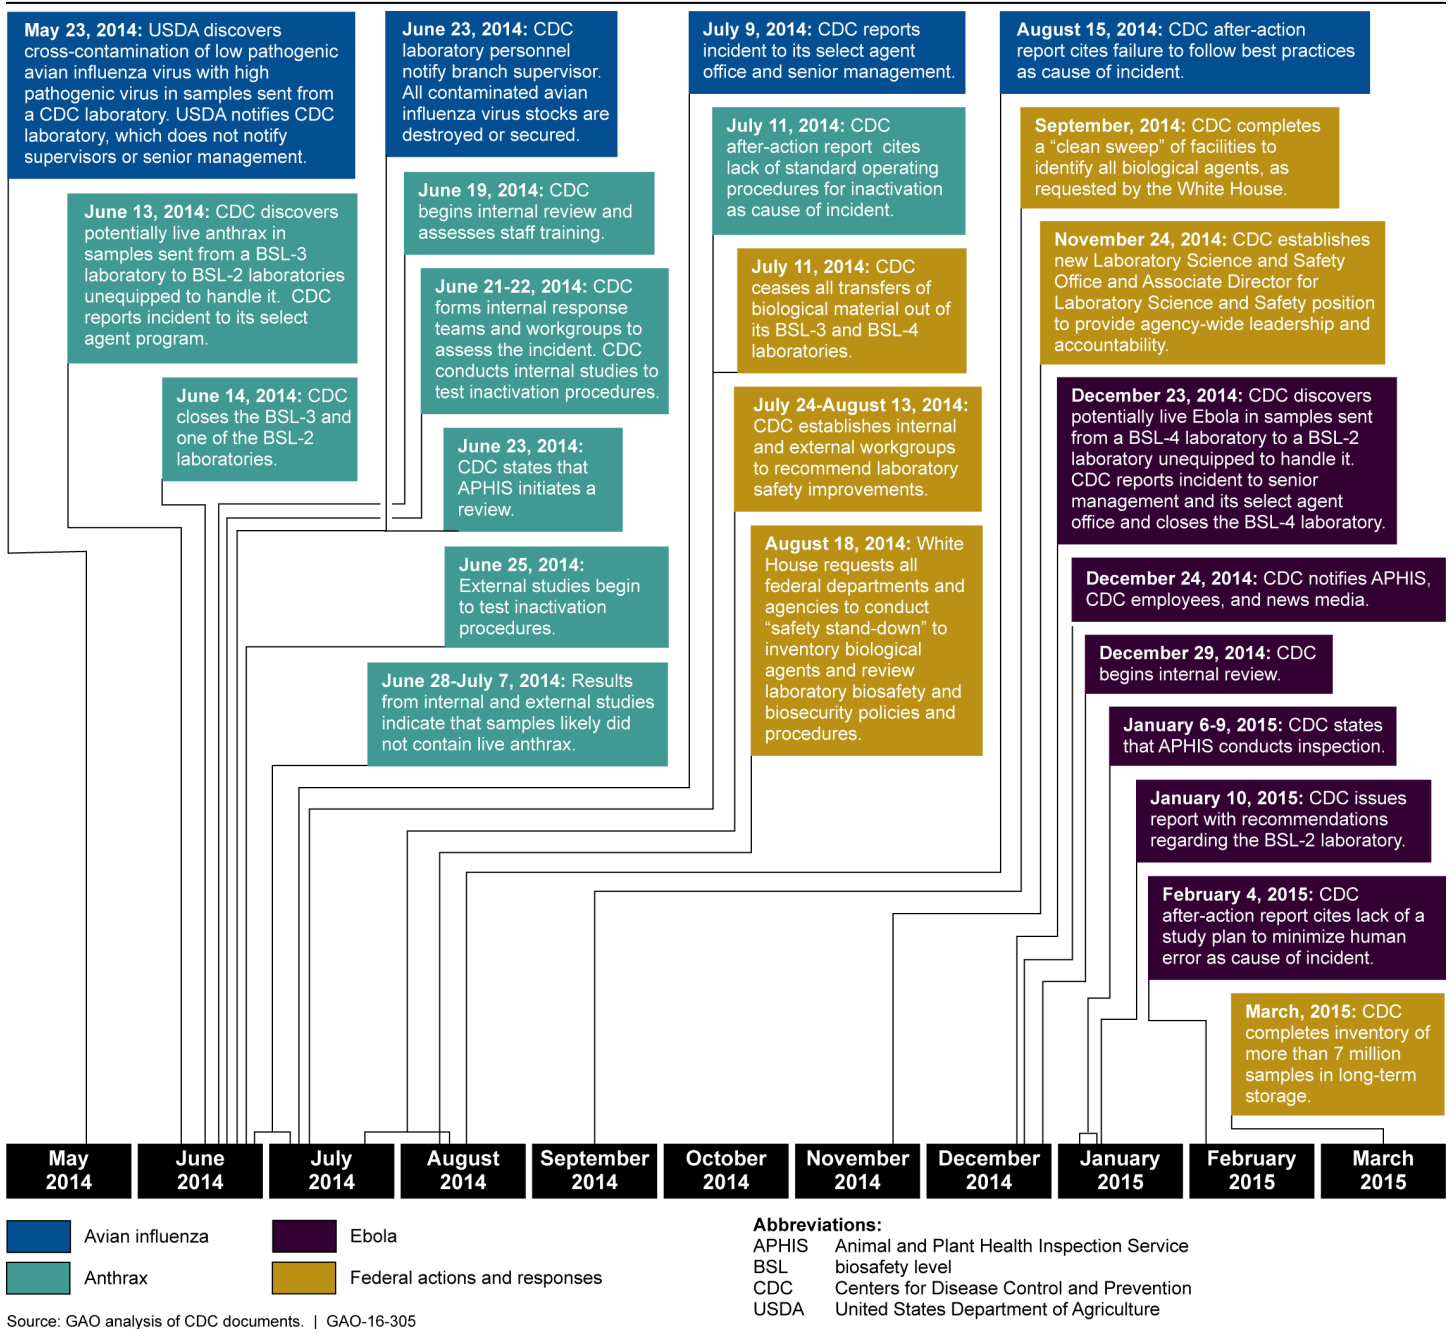 May 23, 2014: USDA discovers
cross-contamination of low pathogenic
avian influenza virus with high
pathogenic virus in samples sent from
a CDC laboratory. USDA notifies CDC
laboratory, which does not notify
supervisors or senior management.
June 13, 2014: CDC discovers
potentially live anthrax in
samples sent from a BSL-3
laboratory to BSL-2 laboratories
unequipped to handle it. CDC
reports incident to its select
agent program.
June 14, 2014: CDC
closes the BSL-3 and
one of the BSL-2
laboratories.
June 23, 2014: CDC
laboratory personnel
notify branch supervisor.
All contaminated avian
influenza virus stocks are
destroyed or secured.
June 19, 2014: CDC
begins internal review and
assesses staff training.
June 21-22, 2014: CDC
forms internal response
teams and workgroups to
assess the incident. CDC
conducts internal studies to
test inactivation procedures.
June 23, 2014:
CDC states that
APHIS initiates a
review.
June 25, 2014:
External studies begin
to test inactivation
procedures.
June 28-July 7, 2014: Results
from internal and external studies
indicate that samples likely did
not contain live anthrax.
July 9, 2014: CDC reports
incident to its select agent
office and senior management.
July 11, 2014: CDC
after-action report cites
lack of standard operating
procedures for inactivation
as cause of incident.
July 11, 2014: CDC
ceases all transfers of
biological material out of
its BSL-3 and BSL-4
laboratories.
July 24-August 13, 2014:
CDC establishes internal
and external workgroups
to recommend laboratory
safety improvements.
August 18, 2014: White
House requests all
federal departments and
agencies to conduct
“safety stand-down” to
inventory biological
agents and review
laboratory biosafety and
biosecurity policies and
procedures.
August 15, 2014: CDC after-action
report cites failure to follow best practices
as cause of incident.
September, 2014: CDC completes
a “clean sweep” of facilities to
identify all biological agents, as
requested by the White House.
November 24, 2014: CDC establishes
new Laboratory Science and Safety
Office and Associate Director for
Laboratory Science and Safety position
to provide agency-wide leadership and
accountability.
December 23, 2014: CDC discovers
potentially live Ebola in samples sent
from a BSL-4 laboratory to a BSL-2
laboratory unequipped to handle it.
CDC reports incident to senior
management and its select agent
office and closes the BSL-4 laboratory.
December 24, 2014: CDC notifies APHIS,
CDC employees, and news media.
December 29, 2014: CDC
begins internal review.
January 6-9, 2015: CDC states
that APHIS conducts inspection.
January 10, 2015: CDC issues
report with recommendations
regarding the BSL-2 laboratory.
February 4, 2015: CDC
after-action report cites lack of a
study plan to minimize human
error as cause of incident.
March, 2015: CDC
completes inventory of
more than 7 million
samples in long-term
storage.
May 2014
June 2014
July 2014
August 2014
September 2014
October 2014
November 2014
December 2014
January 2015
February 2015
March 2015
Avian influenza
Anthrax
Ebola
Federal actions and responses
Abbreviations:
APHIS Animal and Plant Health Inspection Service
BSL biosafety level
CDC Centers for Disease Control and Prevention
USDA United States Department of Agriculture
Source: GAO analysis of CDC documents. | GAO-16-305